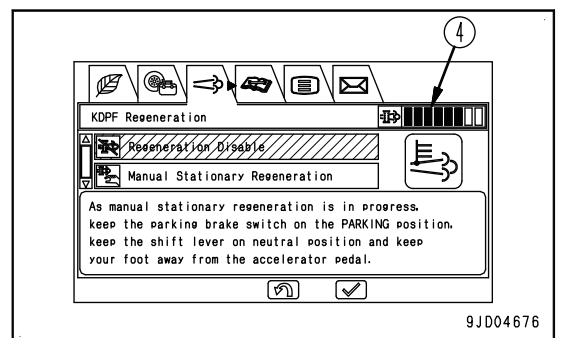 4
KDPF Regeneration
Regeneration Disable
Manual Stationary Regeneration
As manual stationary regeneration is in progress,
keep the parking brake switch on the PARKING position,
keep the shift lever on neutral position and keep
your foot away from the accelerator pedal.
9JD04676